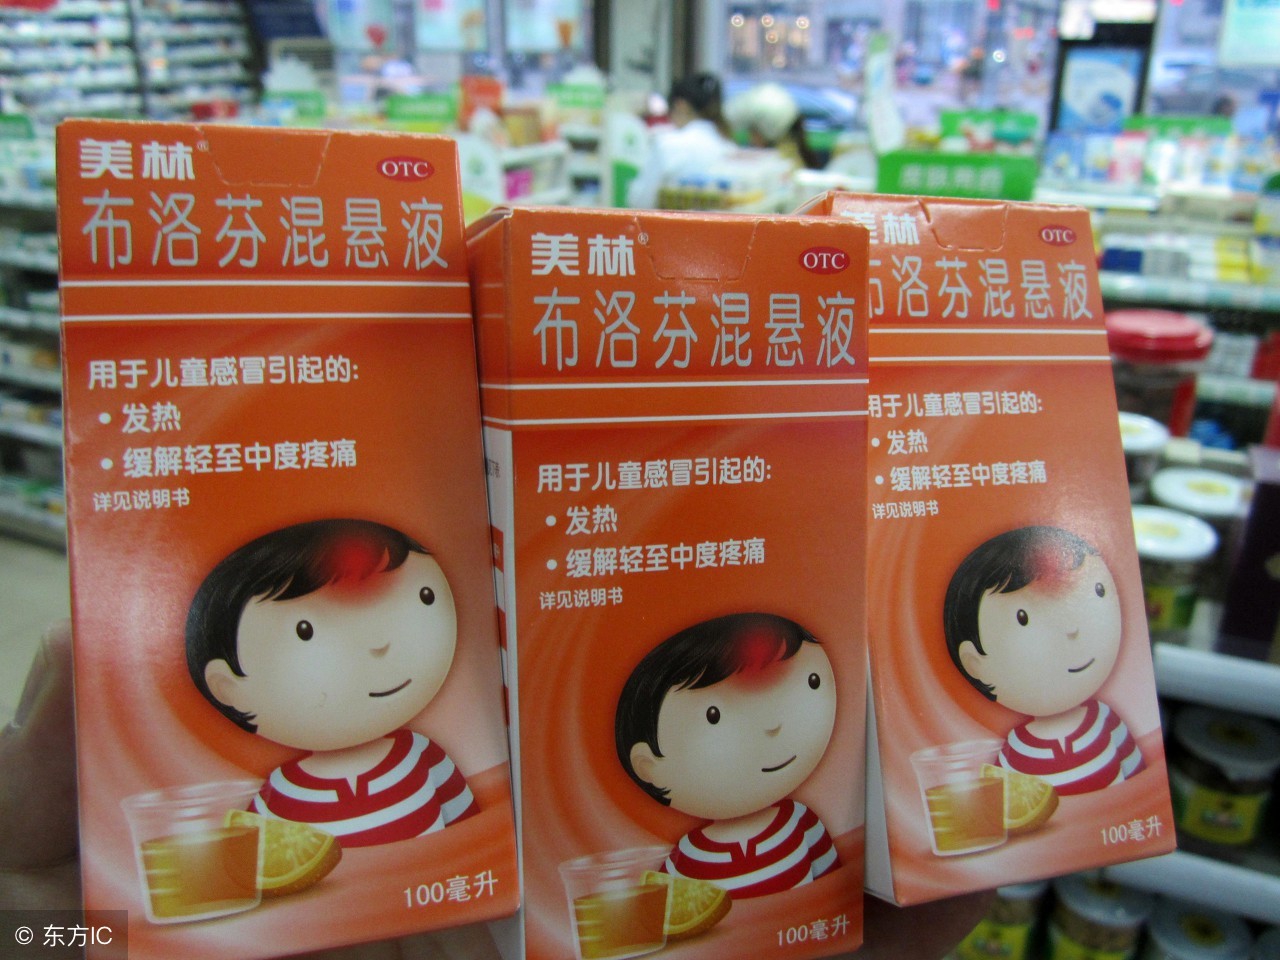 美林®
OTC
布洛芬混悬液
用于儿童感冒引起的:
• 发热
• 缓解轻至中度疼痛
详见说明书
100毫升
美林®
OTC
布洛芬混悬液
用于儿童感冒引起的:
• 发热
• 缓解轻至中度疼痛
详见说明书
100毫升
美林
OTC
布洛芬混悬液
用于儿童感冒引起的:
• 发热
• 缓解轻至中度疼痛
详见说明书
100毫升
© 东方IC